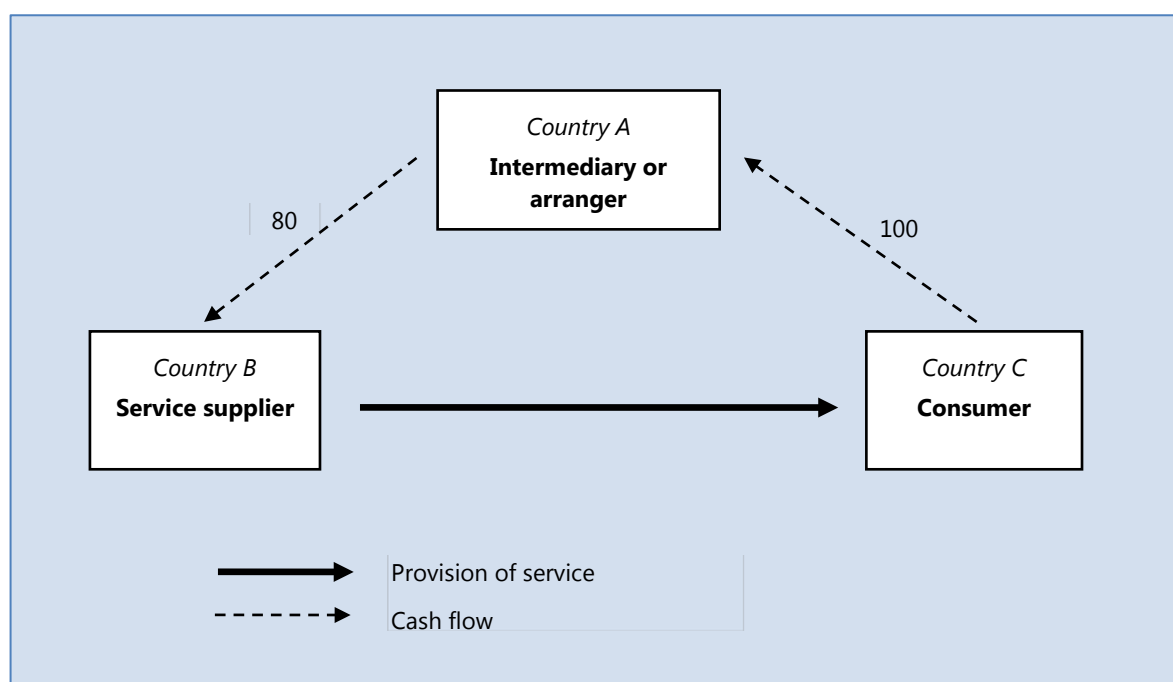 Country A
Intermediary or
arranger
80
100
Country B
Service supplier
Country C
Consumer
Provision of service
Cash flow